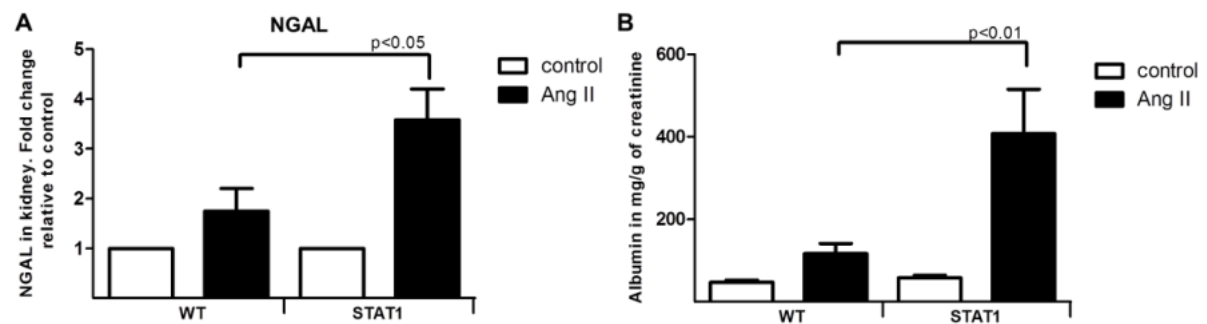 A
NGAL
NGAL in kidney. Fold change
relative to control
5
4
3
2
1
p<0.05
control
Ang II
WT
STAT1
B
Albumin in mg/g of creatinine
600
400
200
p<0.01
control
Ang II
WT
STAT1